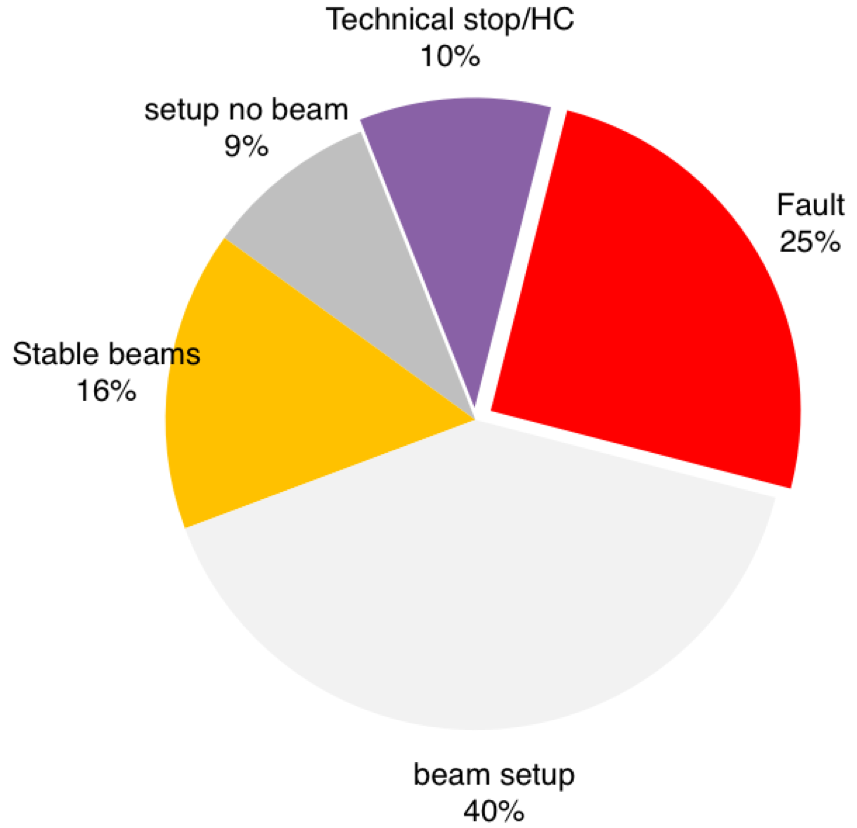 Technical stop/HC
10%
setup no beam
9%
Fault
25%
Stable beams
16%
beam setup
40%